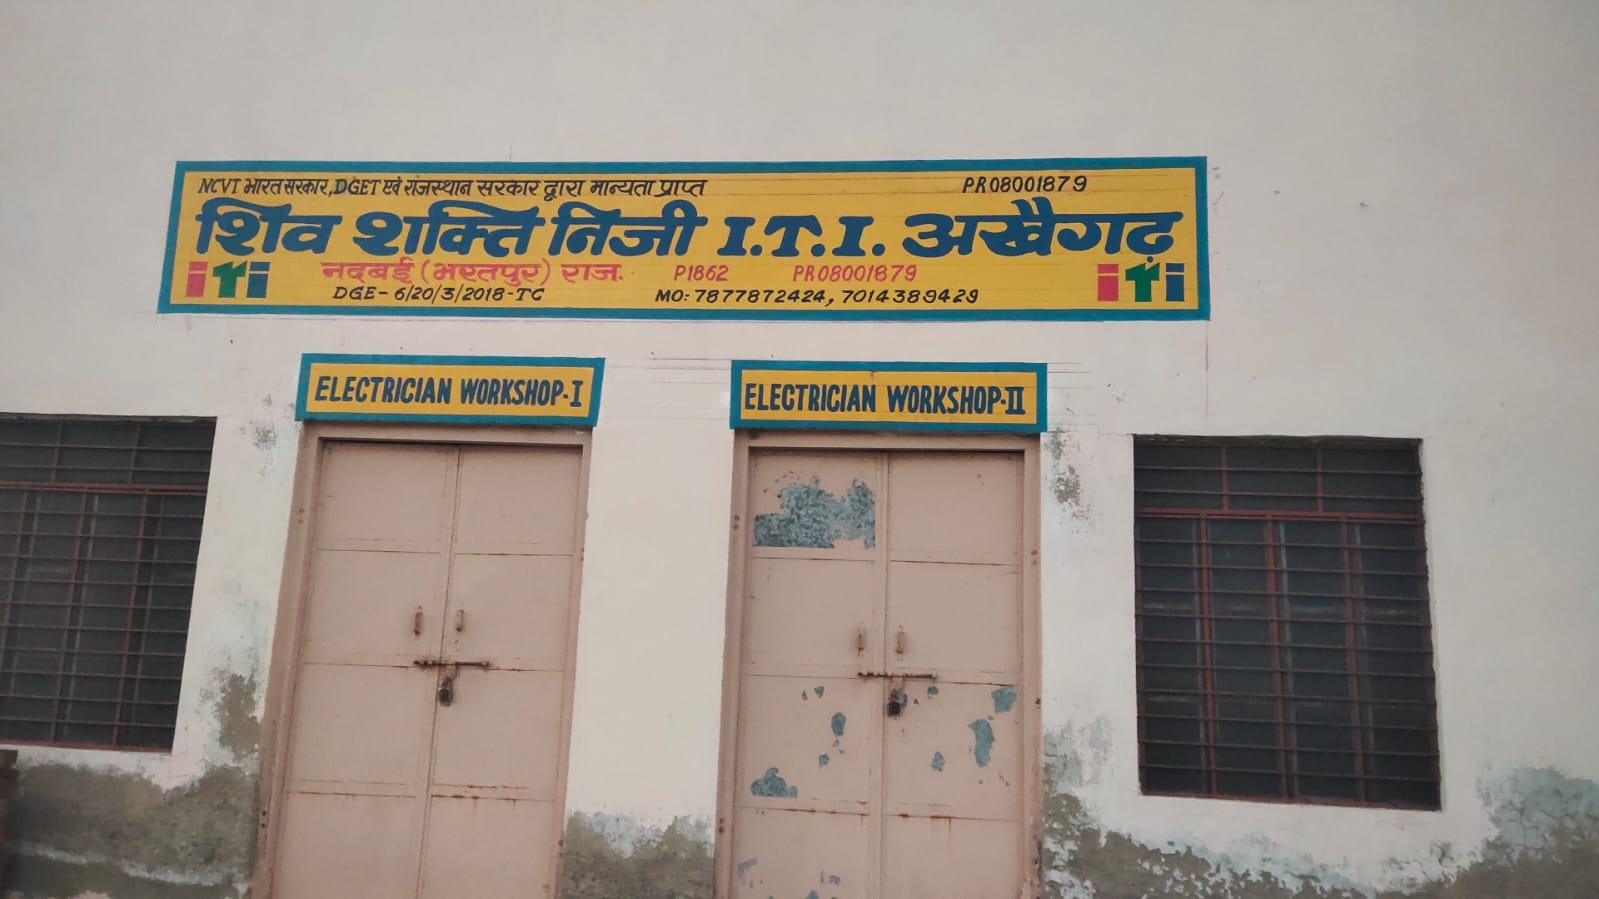 NCVT भारत सरकार, DGET एवं राजस्थान सरकार द्वारा मान्यता प्राप्त PR08001879
शिव शक्ति निजी I.T.I. अखैगढ़
iti नदबई (भरतपुर) राज. P1862 PR08001879 iti
DGE- 6/20/3/2018-TC MO: 7877872424, 7014389429
ELECTRICIAN WORKSHOP-I
ELECTRICIAN WORKSHOP-II